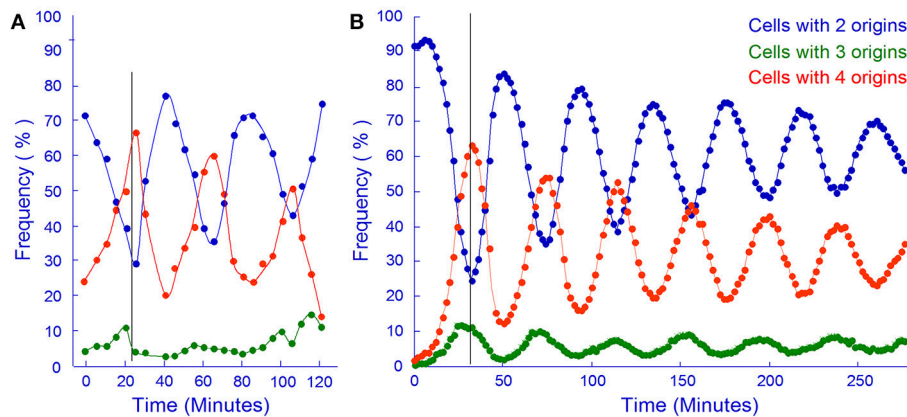 A
100
90
80
70
60
50
40
30
20
10
0
Frequency ( % )
0 20 40 60 80 100 120
Time (Minutes)
B
100
90
80
70
60
50
40
30
20
10
0
Frequency ( % )
0 50 100 150 200 250
Time (Minutes)
Cells with 2 origins
Cells with 3 origins
Cells with 4 origins